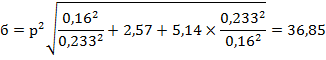 б = p² √(0,16²/0,233² + 2,57 + 5,14 × 0,233²/0,16²) = 36,85